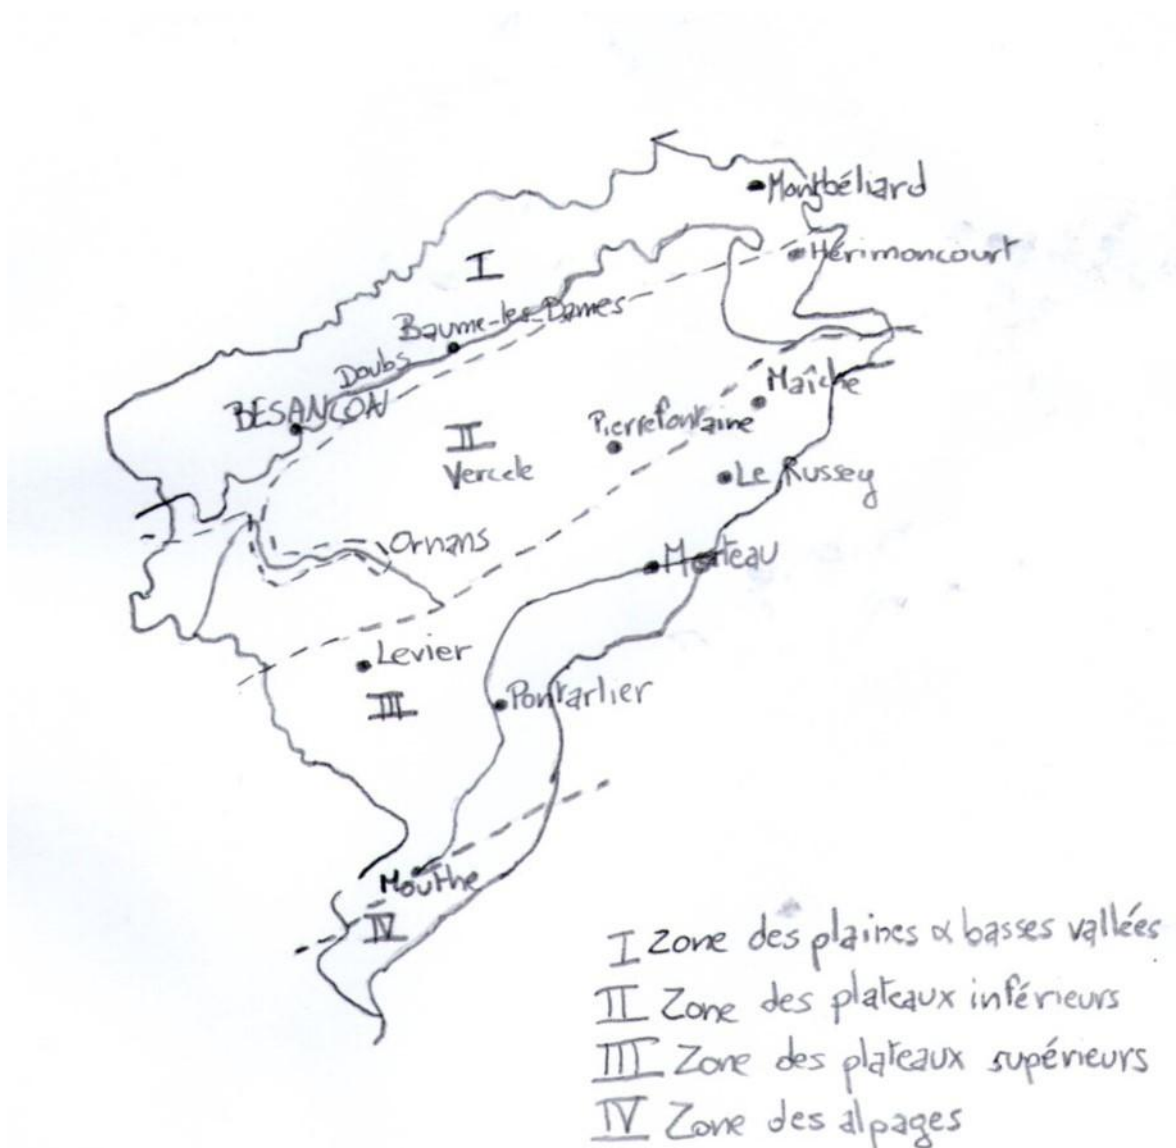 Montbéliard
Hérimoncourt
I
Baume-les-Dames
Doubs
BESANÇON
Maîche
Pierrefontaine
II
Vercele
Le Russey
Ornans
Morteau
Levier
III
Pontarlier
Mouthe
IV
I Zone des plaines & basses vallées
II Zone des plateaux inférieurs
III Zone des plateaux supérieurs
IV Zone des alpages